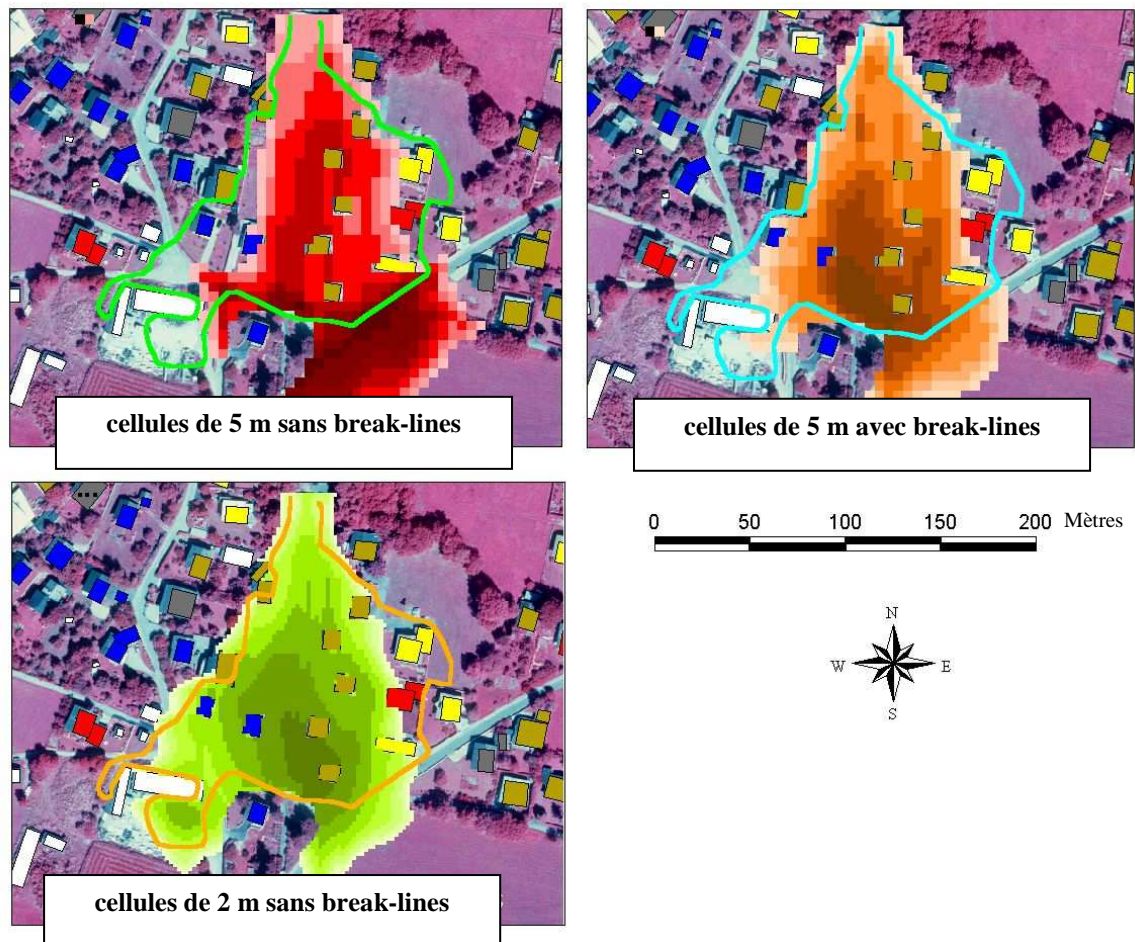 cellules de 5 m sans break-lines
cellules de 5 m avec break-lines
0 50 100 150 200 Mètres
N
W E
S
cellules de 2 m sans break-lines